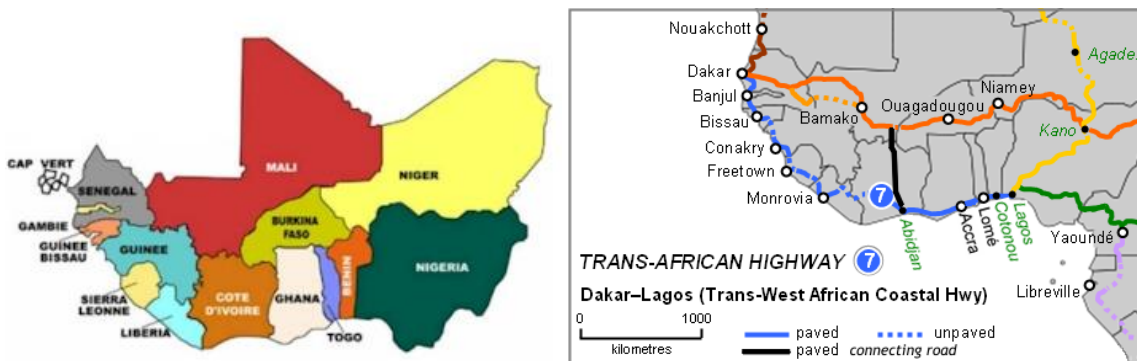 CAP VERT
SENEGAL
GAMBIE
GUINEE
BISSAU
GUINEE
SIERRA
LEONNE
LIBERIA
MALI
BURKINA
FASO
COTE
D'IVOIRE
GHANA
TOGO
BENIN
NIGER
NIGERIA
Nouakchott
Dakar
Banjul
Bissau
Conakry
Freetown
Monrovia
Bamako
Ouagadougou
Niamey
Agade
Kano
7
Abidjan
Accra
Lomé
Cotonou
Lagos
Yaoundé
Libreville
TRANS-AFRICAN HIGHWAY 7
Dakar–Lagos (Trans-West African Coastal Hwy)
0 1000
kilometres
paved unpaved
paved connecting road